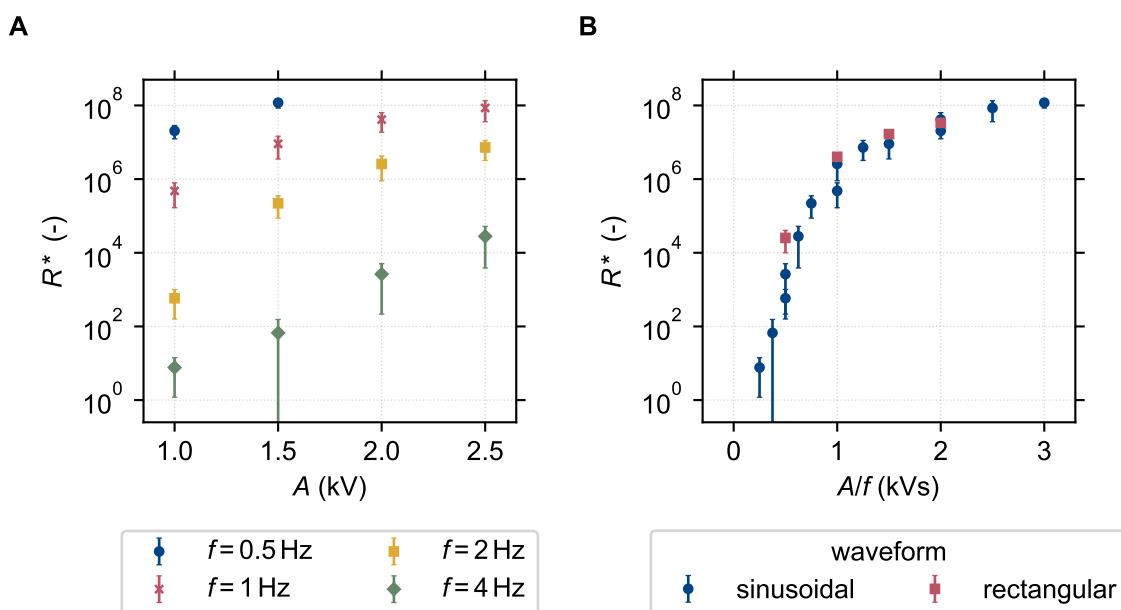 A
B
10^8
10^6
10^4
10^2
10^0
R* (-)
1.0 1.5 2.0 2.5
A (kV)
10^8
10^6
10^4
10^2
10^0
R* (-)
0 1 2 3
A/f (kVs)
f = 0.5 Hz
f = 2 Hz
f = 1 Hz
f = 4 Hz
waveform
sinusoidal
rectangular